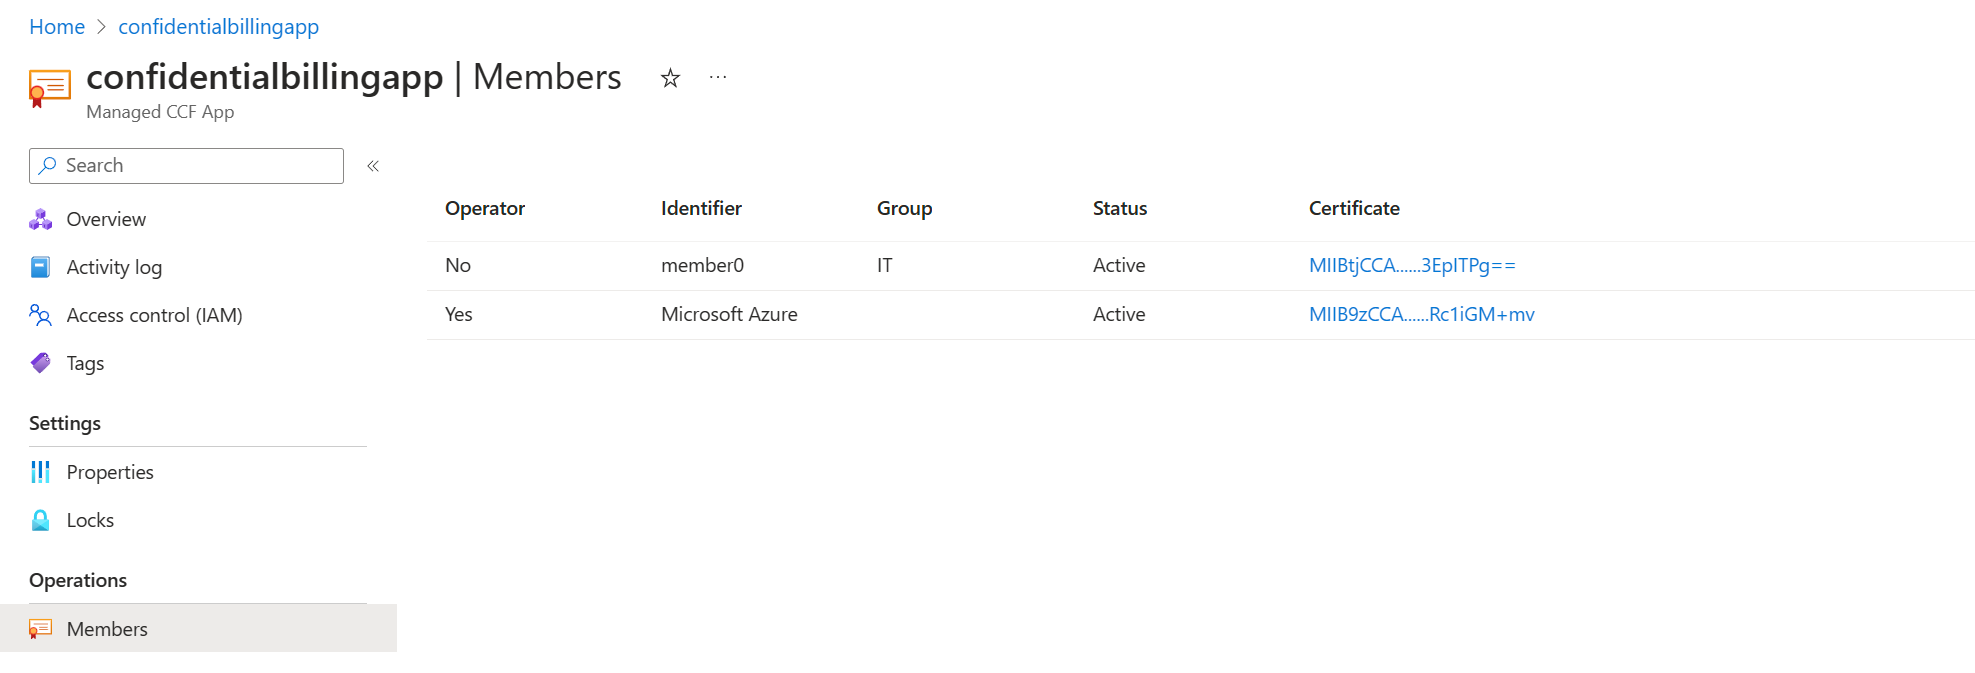 Home > confidentialbillingapp
confidentialbillingapp | Members ☆ ...
Managed CCF App
Search «
Overview
Activity log
Access control (IAM)
Tags
Settings
Properties
Locks
Operations
Members
Operator Identifier Group Status Certificate
No member0 IT Active MIIBtjCCA......3EpITPg==
Yes Microsoft Azure Active MIIB9zCCA......Rc1iGM+mv